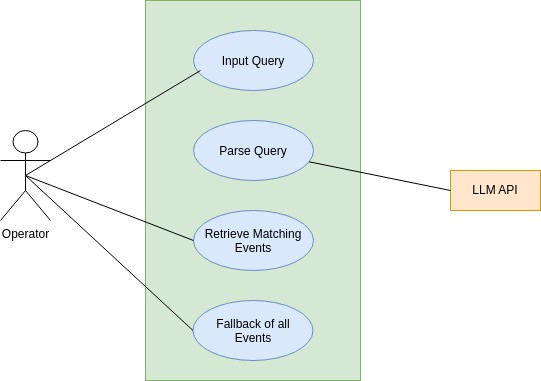 Input Query
Parse Query
LLM API
Operator
Retrieve Matching
Events
Fallback of all
Events